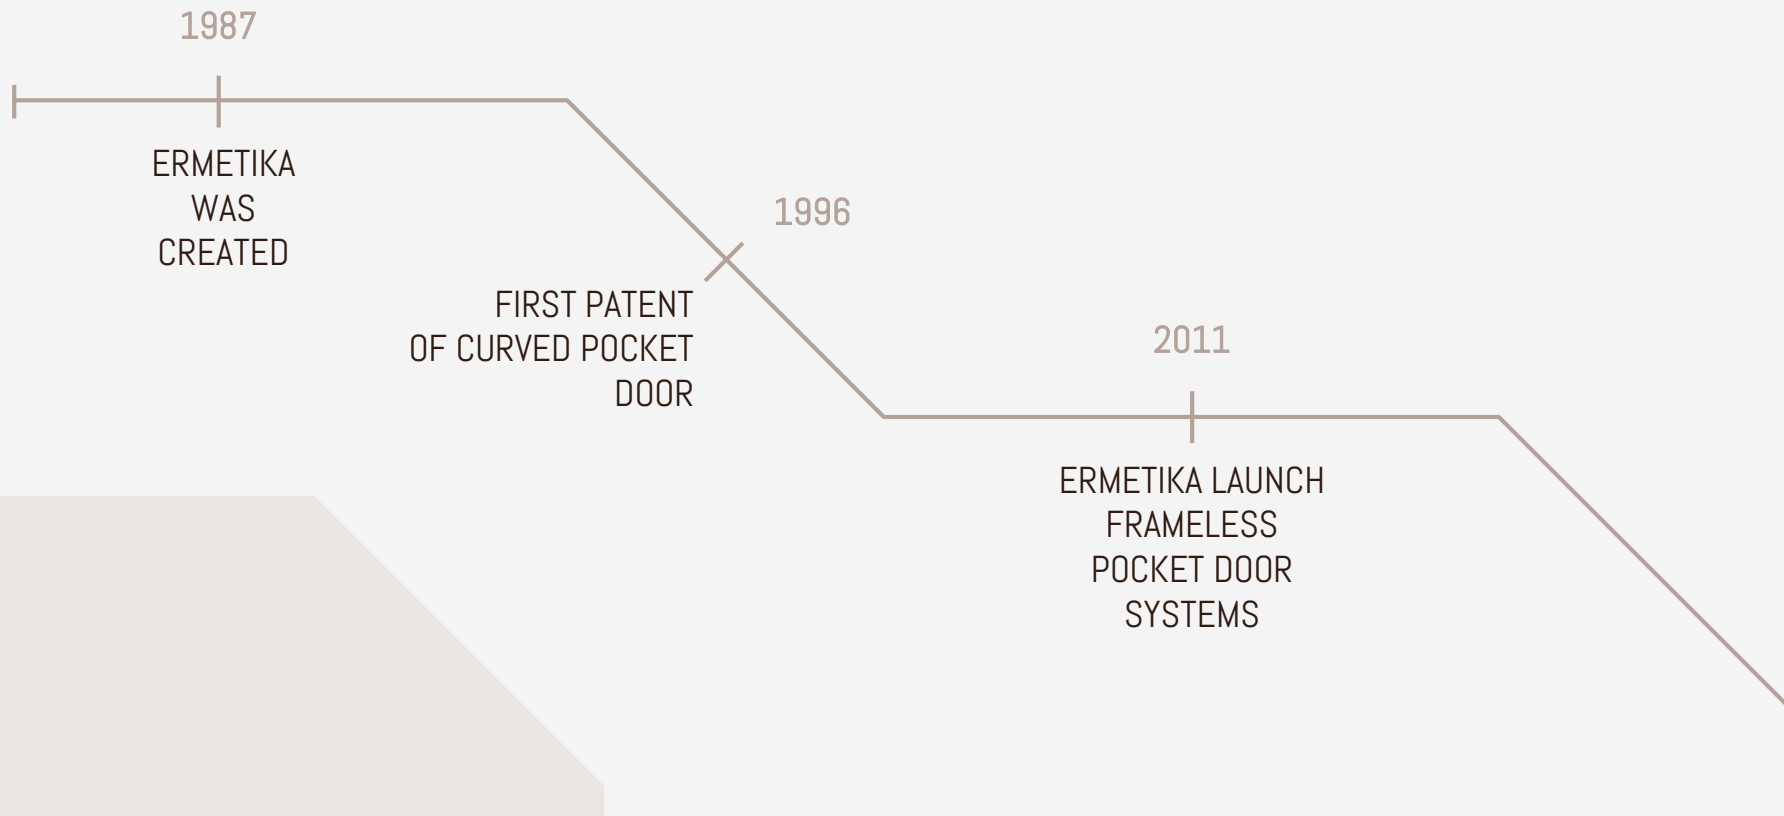 1987
ERMETIKA
WAS
CREATED
1996
FIRST PATENT
OF CURVED POCKET
DOOR
2011
ERMETIKA LAUNCH
FRAMELESS
POCKET DOOR
SYSTEMS